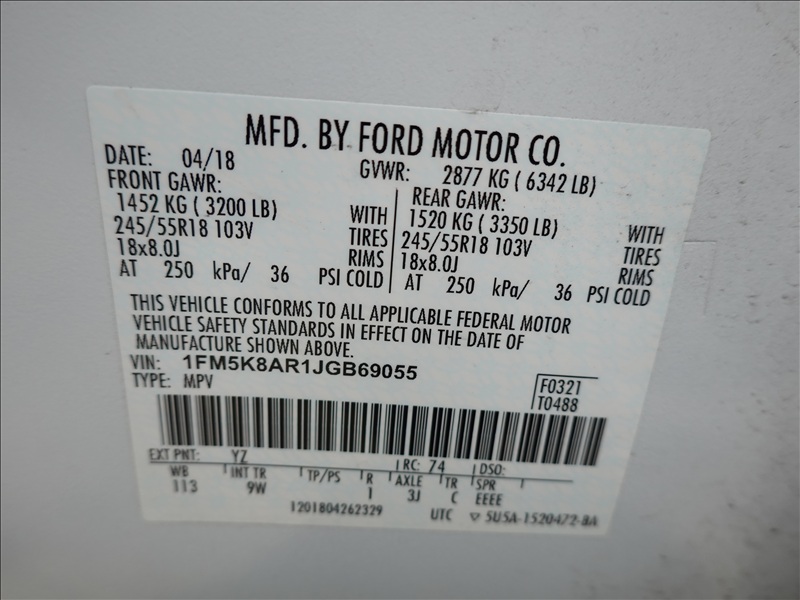 MFD. BY FORD MOTOR CO.
DATE: 04/18 GVWR: 2877 KG ( 6342 LB)
FRONT GAWR: REAR GAWR:
1452 KG ( 3200 LB) WITH 1520 KG ( 3350 LB) WITH
245/55R18 103V TIRES 245/55R18 103V TIRES
18x8.0J RIMS 18x8.0J RIMS
AT 250 kPa/ 36 PSI COLD AT 250 kPa/ 36 PSI COLD
THIS VEHICLE CONFORMS TO ALL APPLICABLE FEDERAL MOTOR
VEHICLE SAFETY STANDARDS IN EFFECT ON THE DATE OF
MANUFACTURE SHOWN ABOVE.
VIN: 1FM5K8AR1JGB69055
TYPE: MPV F0321
T0488
EXT PNT: YZ RC: 74 DSO:
WB INT TR TP/PS R AXLE TR SPR
113 9W 1 3J C EEEE
1201804262329 UTC ▽ 5U5A-1520472-BA